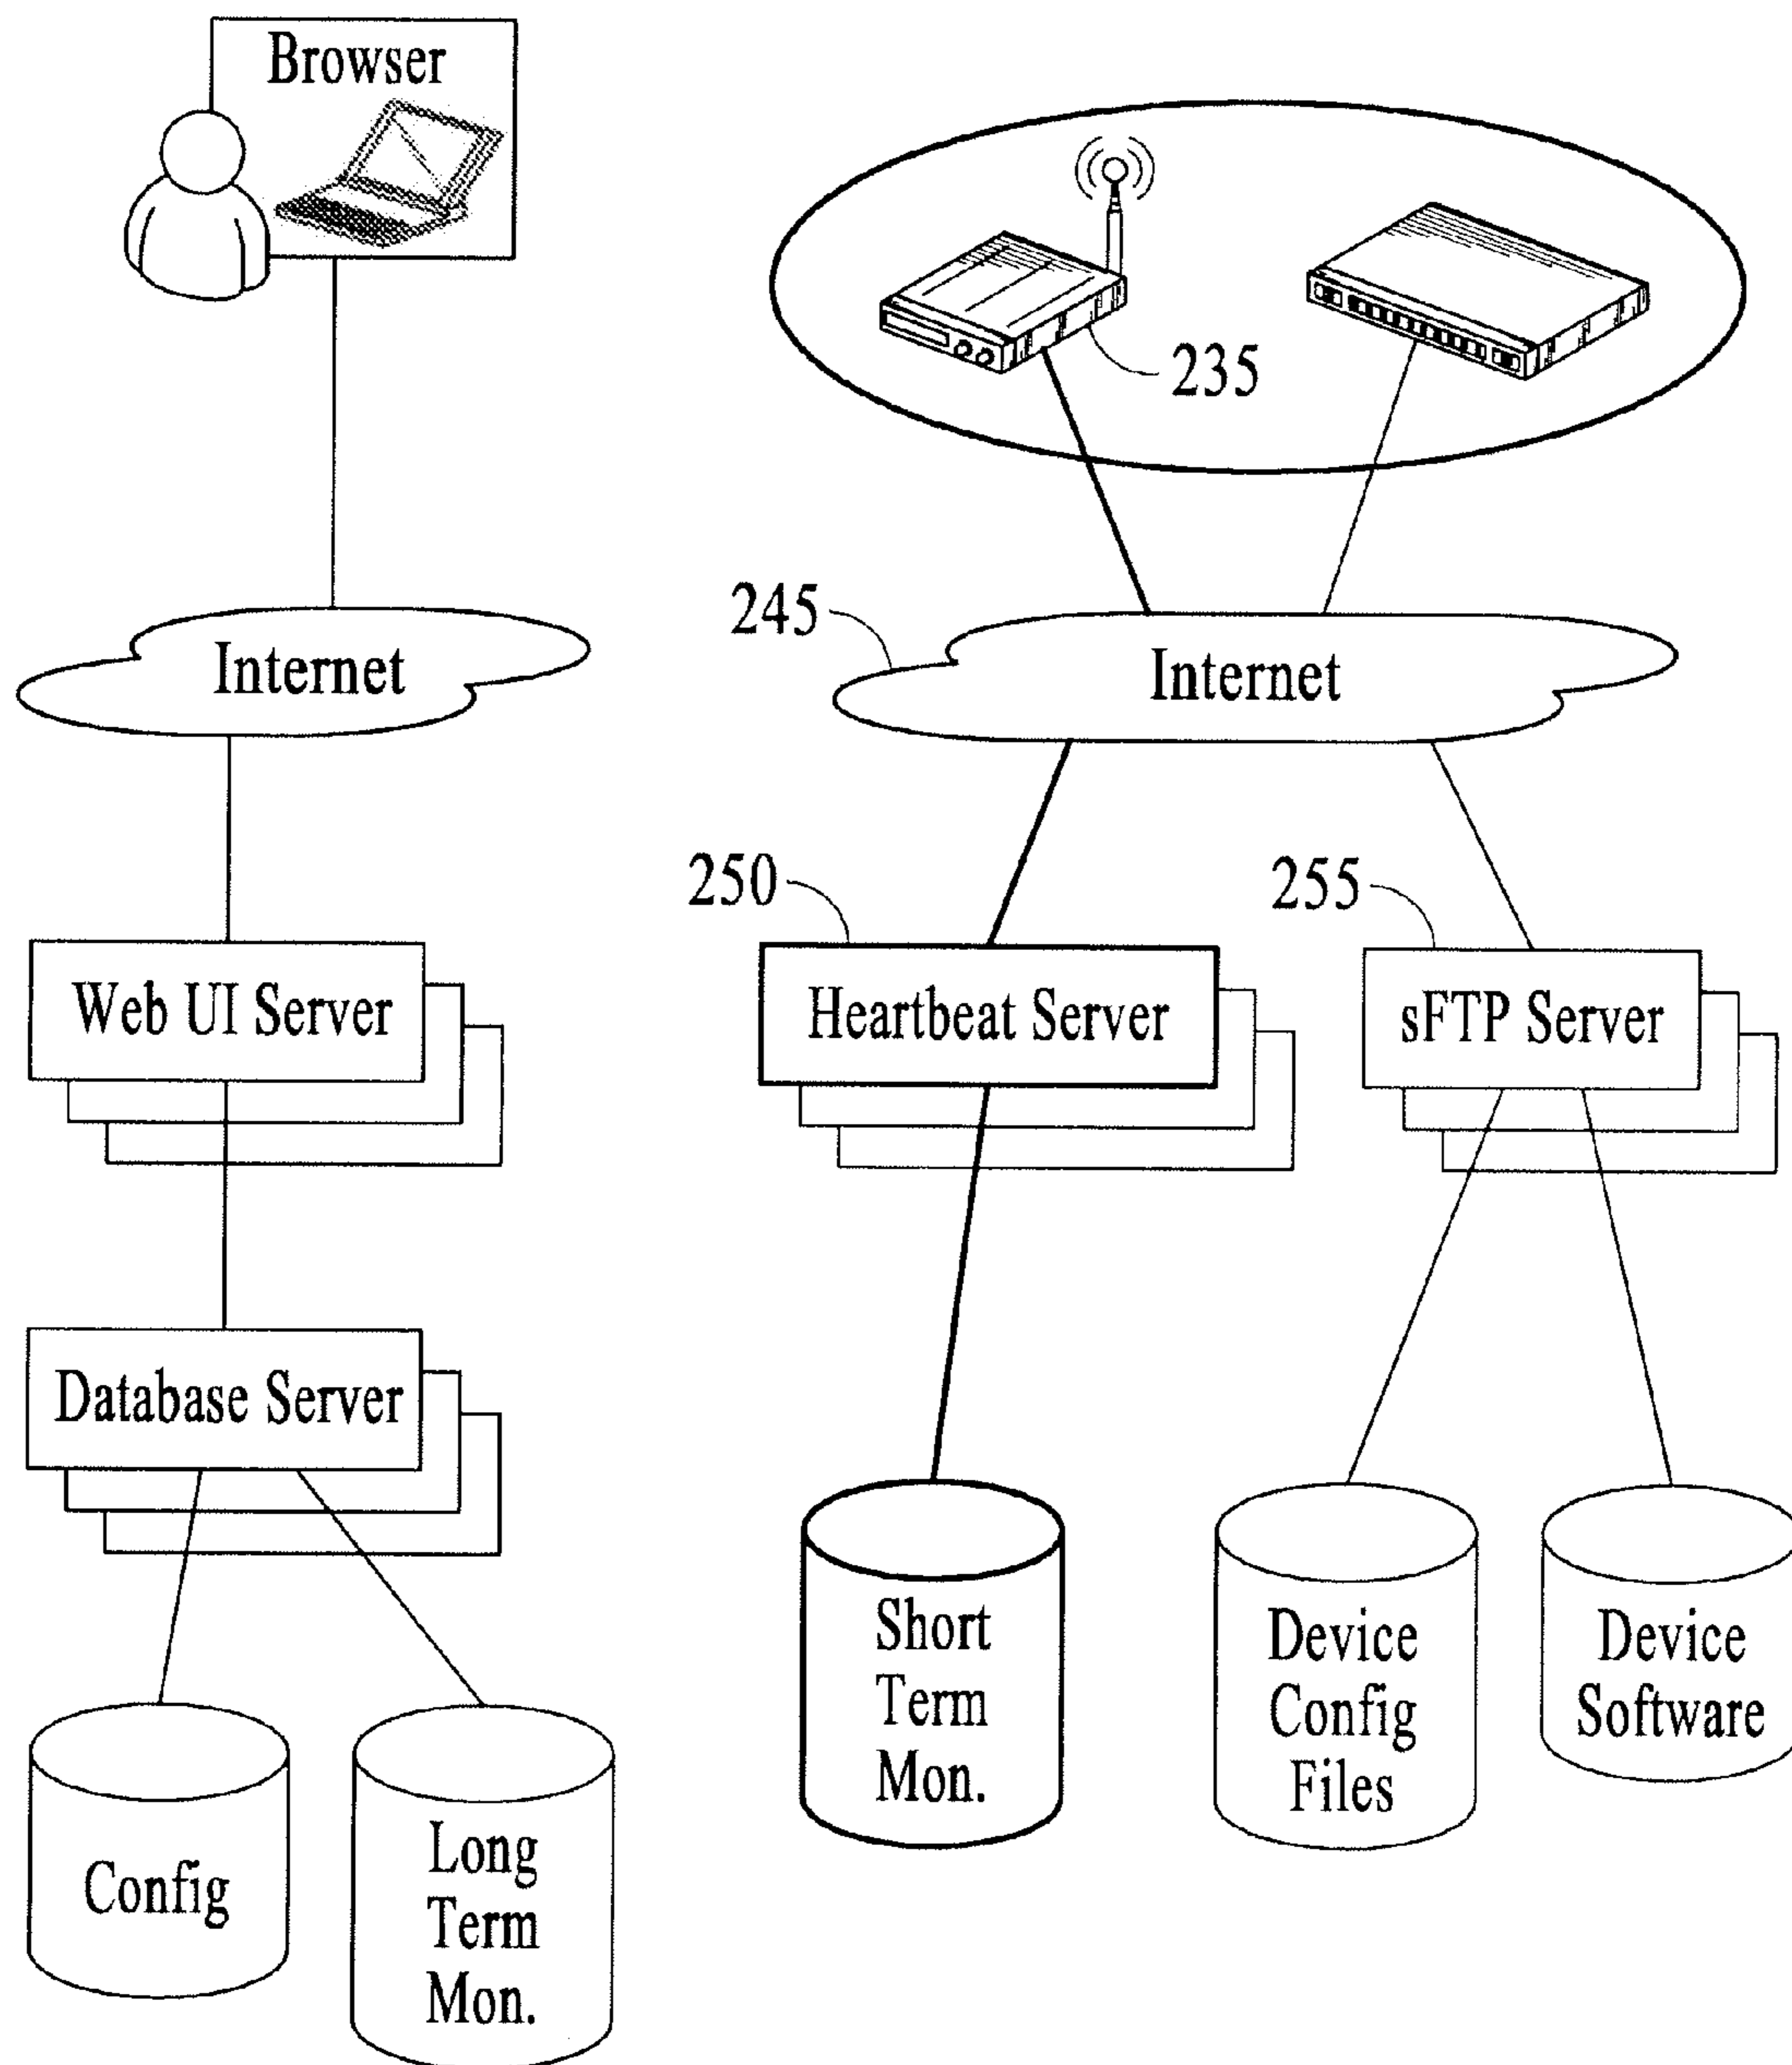 Browser
235
Internet
245
Internet
250
255
Web UI Server
Heartbeat Server
sFTP Server
Database Server
Config
Long
Term
Mon.
Short
Term
Mon.
Device
Config
Files
Device
Software